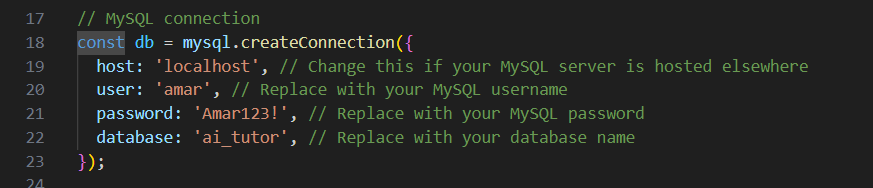 17 // MySQL connection
18 const db = mysql.createConnection({
19 host: 'localhost', // Change this if your MySQL server is hosted elsewhere
20 user: 'amar', // Replace with your MySQL username
21 password: 'Amar123!', // Replace with your MySQL password
22 database: 'ai_tutor', // Replace with your database name
23 });
24